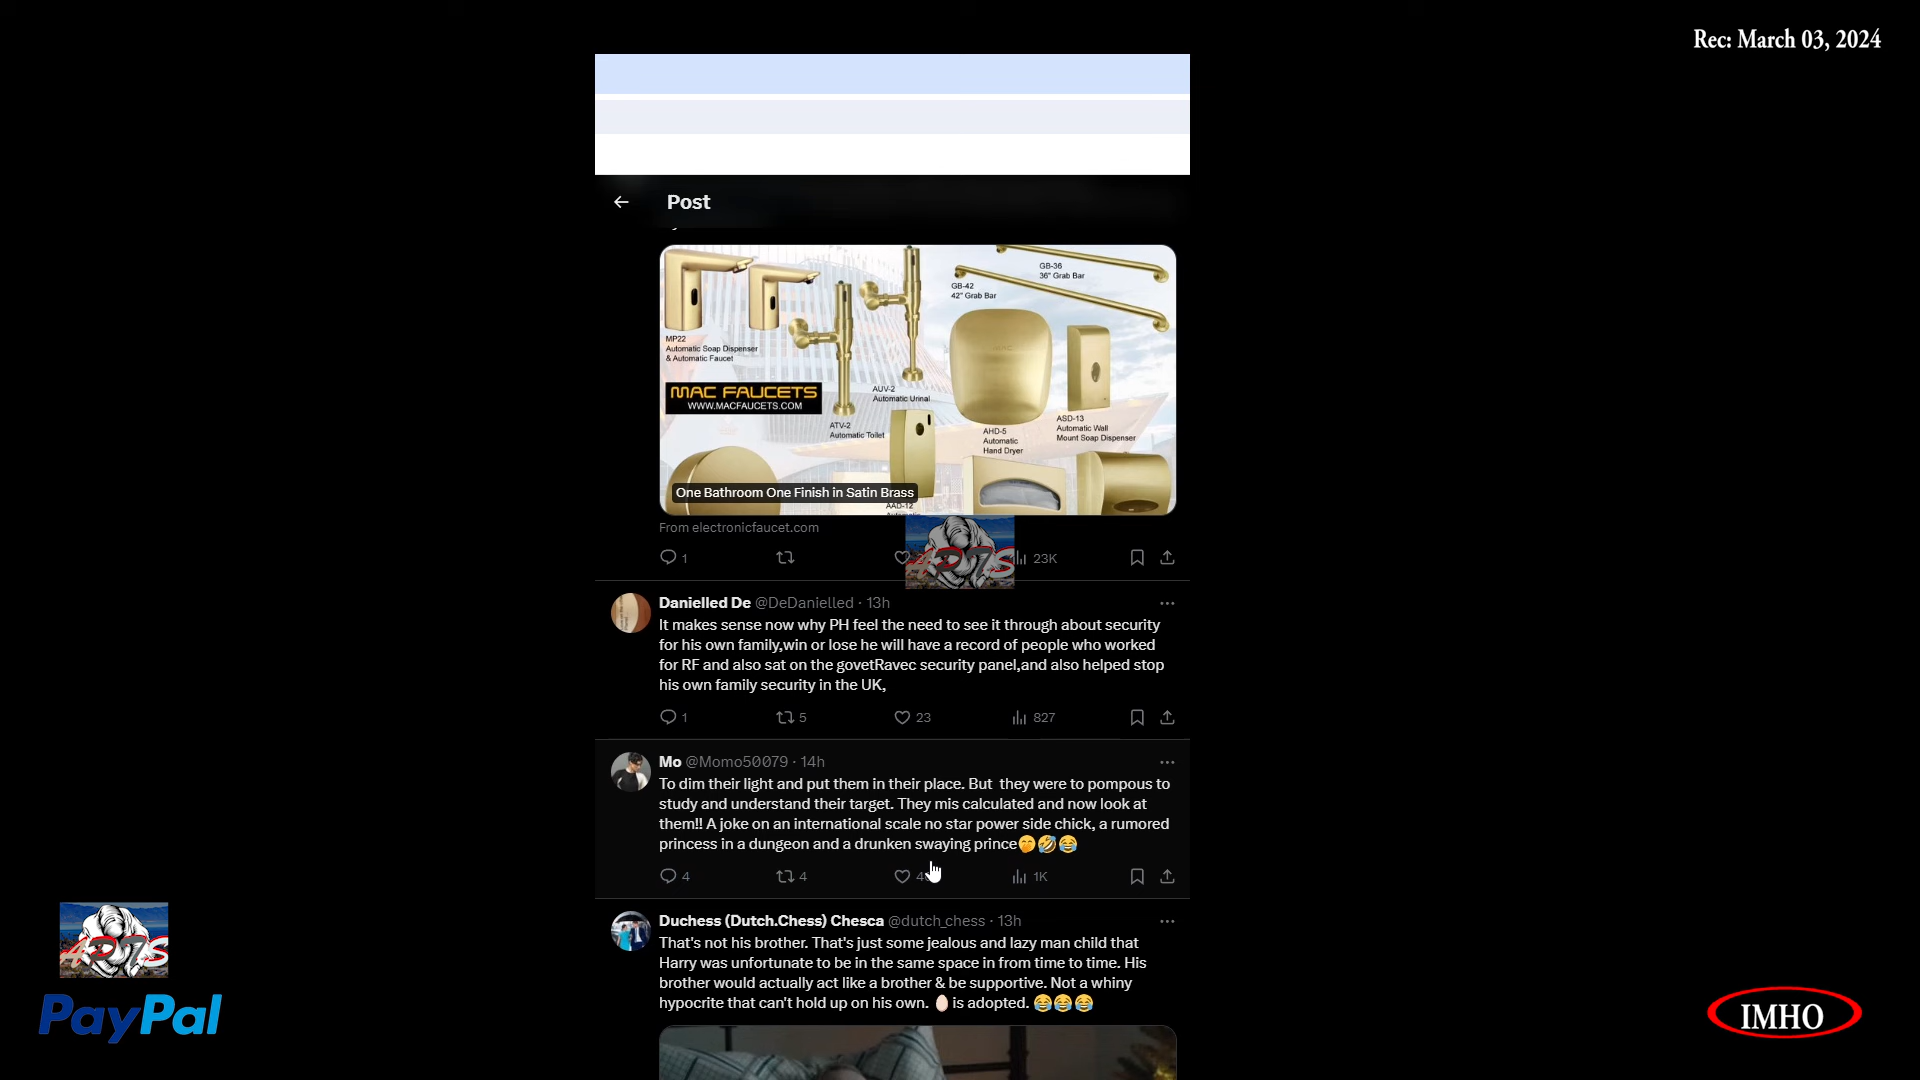 Rec: March 03, 2024
Post
GB-36
36" Grab Bar
GB-42
42" Grab Bar
MP22
Automatic Soap Dispenser
& Automatic Faucet
MAC FAUCETS
WWW.MACFAUCETS.COM
AUV-2
Automatic Urinal
ATV-2
Automatic Toilet
AHD-5
Automatic
Hand Dryer
ASD-13
Automatic Wall
Mount Soap Dispenser
One Bathroom One Finish in Satin Brass
AAD-12
From electronicfaucet.com
1
23K
Danielled De @DeDanielled · 13h
It makes sense now why PH feel the need to see it through about security
for his own family,win or lose he will have a record of people who worked
for RF and also sat on the govetRavec security panel,and also helped stop
his own family security in the UK,
1 5 23 827
Mo @Momo50079 · 14h
To dim their light and put them in their place. But they were to pompous to
study and understand their target. They mis calculated and now look at
them!! A joke on an international scale no star power side chick, a rumored
princess in a dungeon and a drunken swaying prince🤭🤣😂
4 4 1K
Duchess (Dutch.Chess) Chesca @dutch_chess · 13h
That's not his brother. That's just some jealous and lazy man child that
Harry was unfortunate to be in the same space in from time to time. His
brother would actually act like a brother & be supportive. Not a whiny
hypocrite that can't hold up on his own. 🥚 is adopted. 😂😂😂
PayPal
IMHO